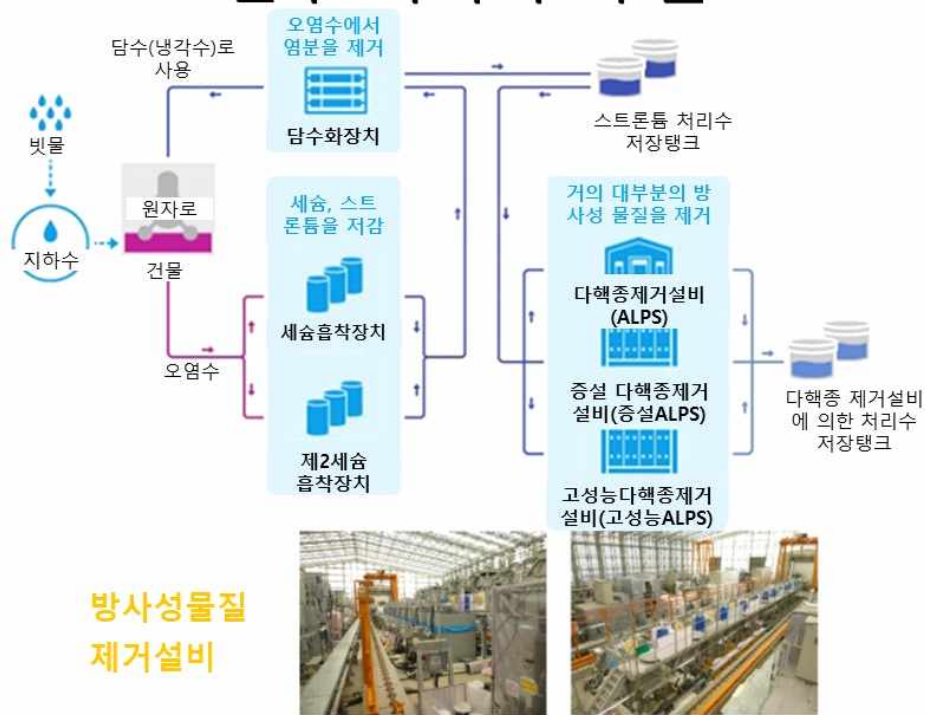 오염수에서
염분을 제거
담수(냉각수)로
사용
담수화장치
빗물
스트론튬 처리수
저장탱크
원자로
지하수
건물
세슘, 스트
론튬을 저감
세슘흡착장치
오염수
제2세슘
흡착장치
거의 대부분의 방
사성 물질을 제거
다핵종제거설비
(ALPS)
증설 다핵종제거
설비(증설ALPS)
고성능다핵종제거
설비(고성능ALPS)
다핵종 제거설비
에 의한 처리수
저장탱크
방사성물질
제거설비